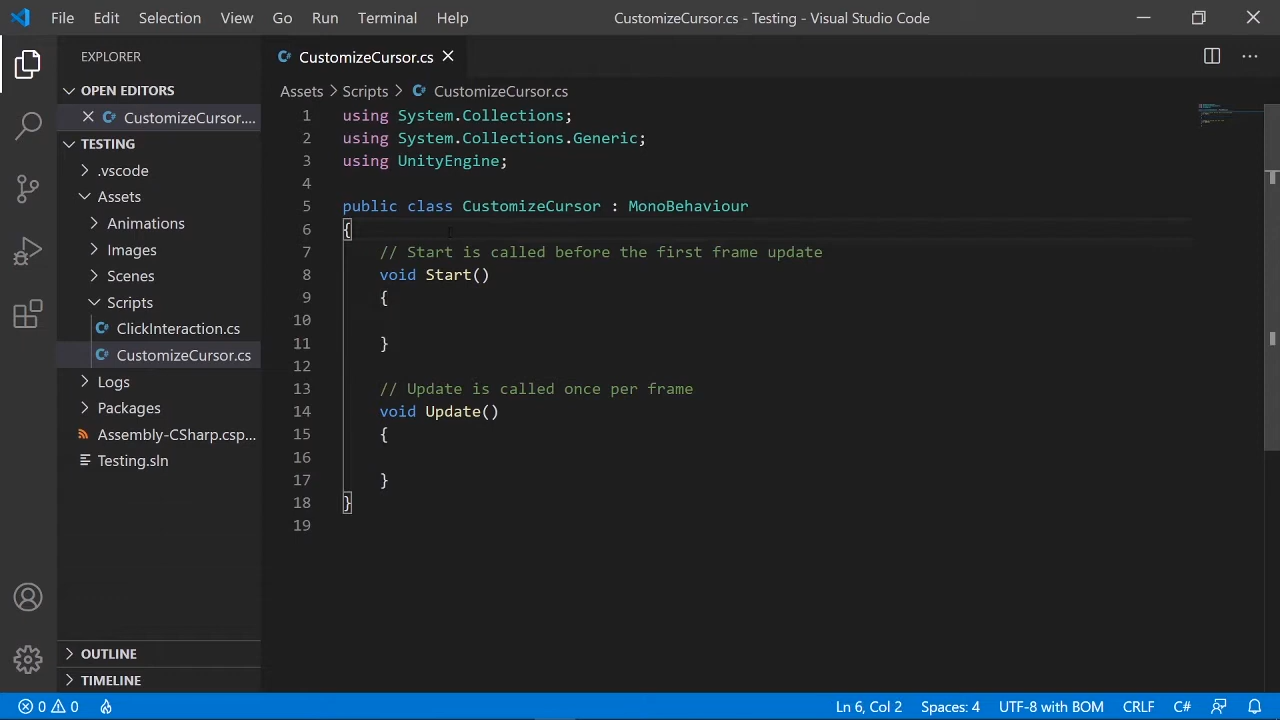 File Edit Selection View Go Run Terminal Help
CustomizeCursor.cs - Testing - Visual Studio Code
EXPLORER
OPEN EDITORS
CustomizeCursor....
TESTING
.vscode
Assets
Animations
Images
Scenes
Scripts
ClickInteraction.cs
CustomizeCursor.cs
Logs
Packages
Assembly-CSharp.csp...
Testing.sln
OUTLINE
TIMELINE
CustomizeCursor.cs
Assets > Scripts > CustomizeCursor.cs
1 using System.Collections;
2 using System.Collections.Generic;
3 using UnityEngine;
4
5 public class CustomizeCursor : MonoBehaviour
6 {
7 // Start is called before the first frame update
8 void Start()
9 {
10
11 }
12
13 // Update is called once per frame
14 void Update()
15 {
16
17 }
18 }
19
0 0 Ln 6, Col 2 Spaces: 4 UTF-8 with BOM CRLF C#